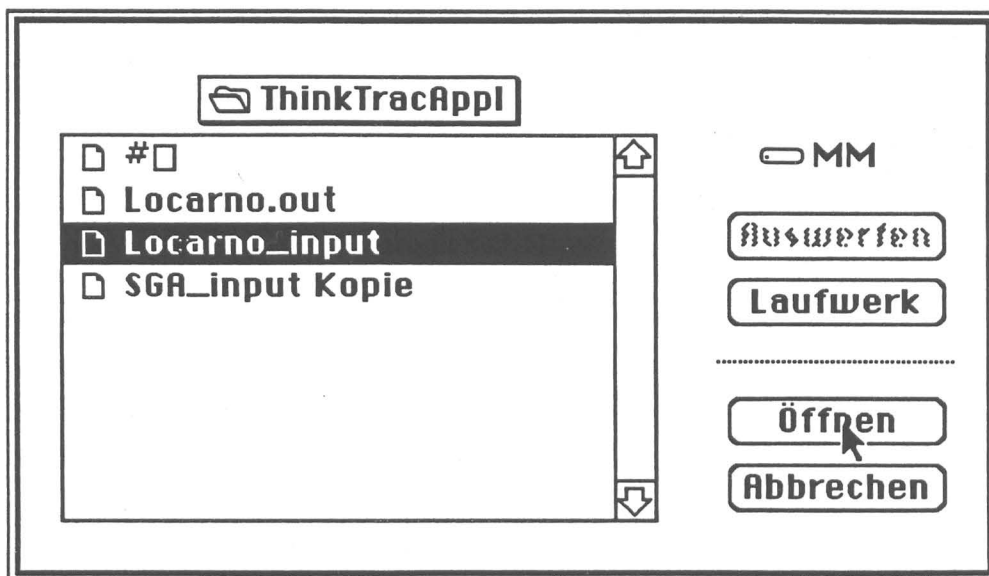 ThinkTracAppl
#□
Locarno.out
Locarno_input
SGA_input Kopie
MM
Auswerfen
Laufwerk
Öffnen
Abbrechen